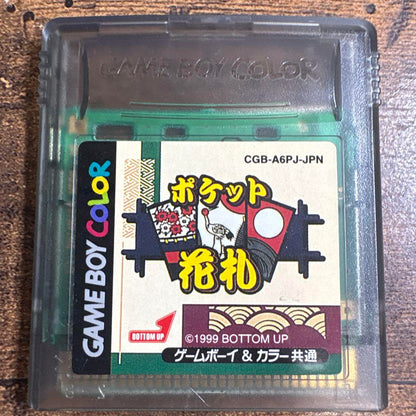 GAME BOY COLOR
CGB-A6PJ-JPN
GAME BOY COLOR
ポケット
花札
BOTTOM UP
©1999 BOTTOM UP
ゲームボーイ & カラー共通